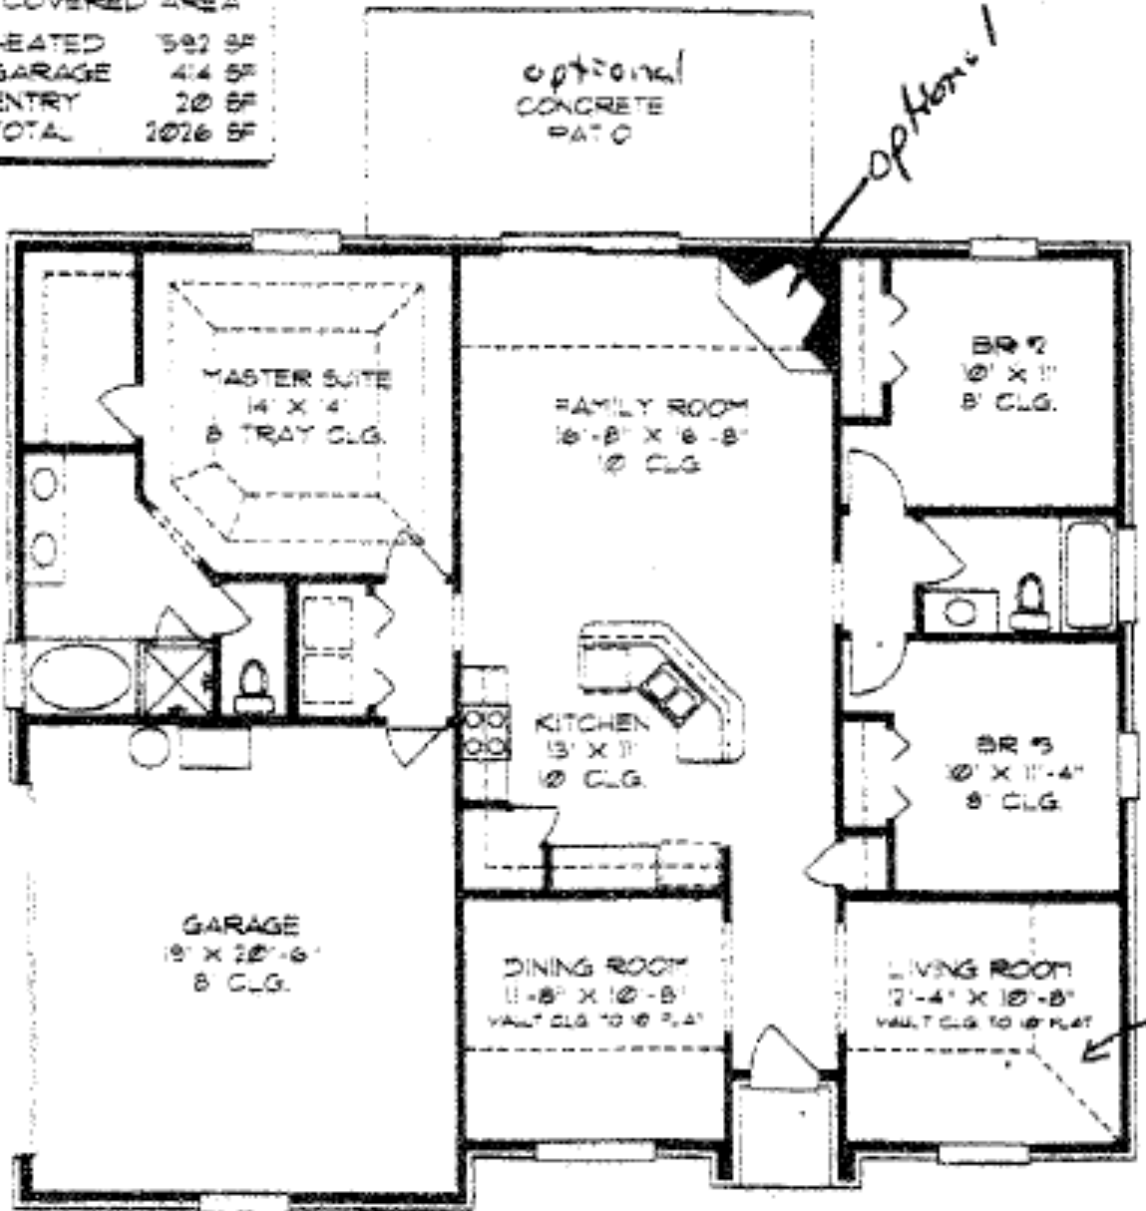 COVERED AREA
HEATED 1592 SF
GARAGE 414 SF
ENTRY 20 SF
TOTAL 2026 SF
optional
CONCRETE
PATIO
optional
MASTER SUITE
14' X 14'
8' TRAY CLG.
FAMILY ROOM
16'-8" X 16'-8"
10' CLG
BR #2
10' X 11'
8' CLG.
KITCHEN
13' X 11'
10' CLG.
BR #3
10' X 11'-4"
8' CLG.
GARAGE
19' X 20'-6"
8' CLG.
DINING ROOM
11'-8" X 10'-8"
VAULT CLG TO 10' FLAT
LIVING ROOM
12'-4" X 10'-8"
VAULT CLG TO 10' FLAT